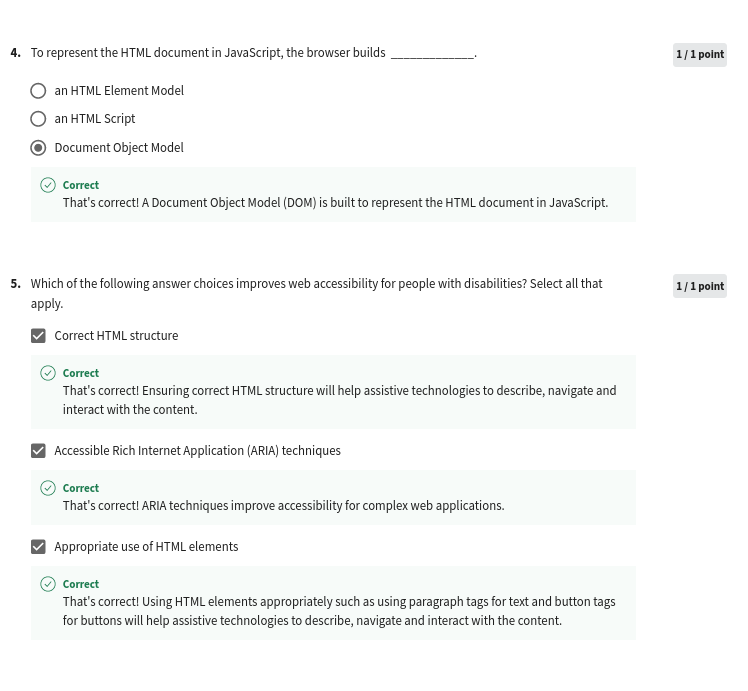 4. To represent the HTML document in JavaScript, the browser builds _____________.
1 / 1 point
an HTML Element Model
an HTML Script
Document Object Model
Correct
That's correct! A Document Object Model (DOM) is built to represent the HTML document in JavaScript.
5. Which of the following answer choices improves web accessibility for people with disabilities? Select all that
apply.
1 / 1 point
Correct HTML structure
Correct
That's correct! Ensuring correct HTML structure will help assistive technologies to describe, navigate and
interact with the content.
Accessible Rich Internet Application (ARIA) techniques
Correct
That's correct! ARIA techniques improve accessibility for complex web applications.
Appropriate use of HTML elements
Correct
That's correct! Using HTML elements appropriately such as using paragraph tags for text and button tags
for buttons will help assistive technologies to describe, navigate and interact with the content.